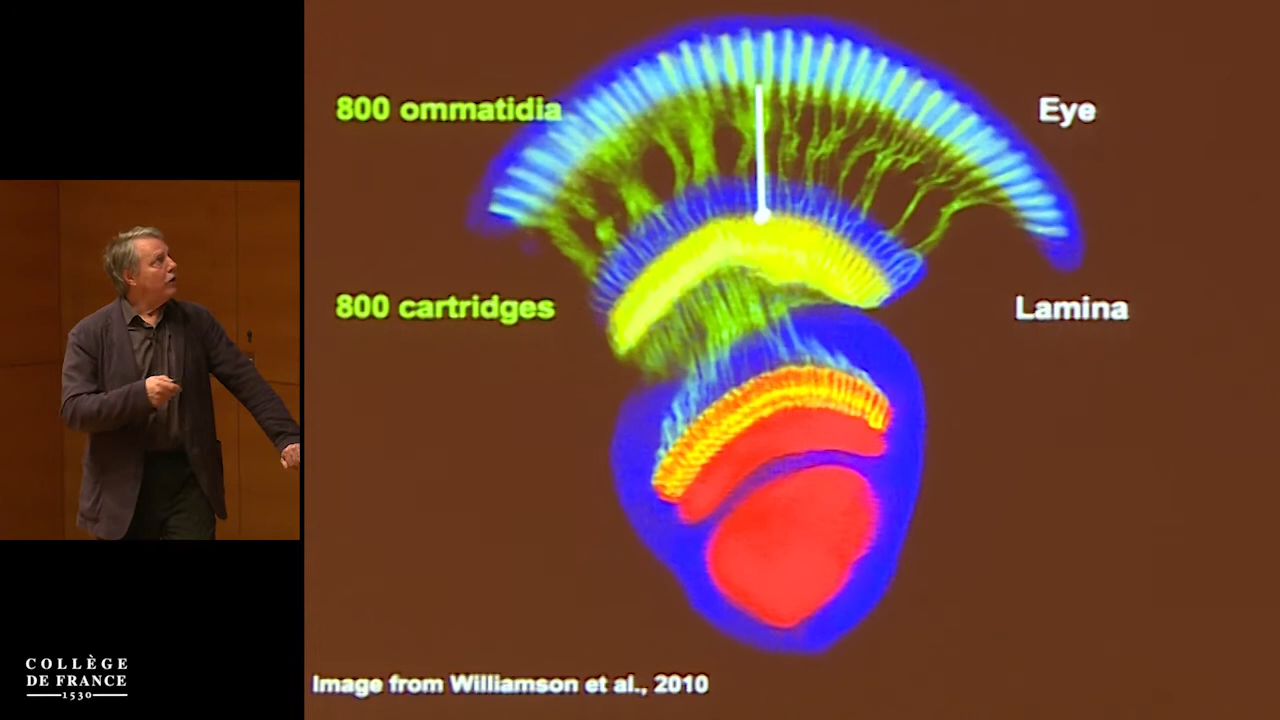 800 ommatidia
Eye
800 cartridges
Lamina
Image from Williamson et al., 2010
COLLÈGE
DE FRANCE
1530